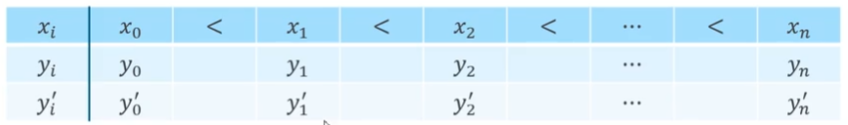 xᵢ x₀ < x₁ < x₂ < ⋯ < xₙ
yᵢ y₀ y₁ y₂ ⋯ yₙ
y′ᵢ y′₀ y′₁ y′₂ ⋯ y′ₙ